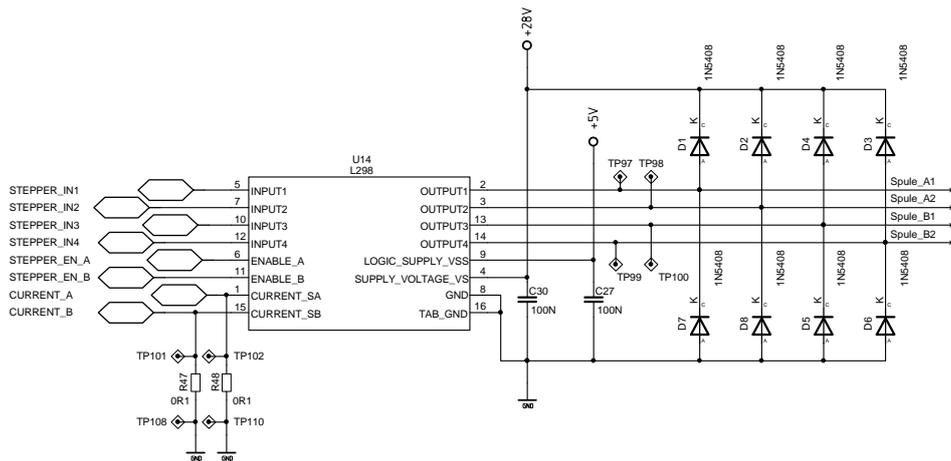 +28V
1N5408 1N5408 1N5408 1N5408
+5V
K C K C K C K C
D1 D2 D4 D3
A A A A
U14
L298
TP97 TP98
STEPPER_IN1 5 INPUT1 OUTPUT1 2 Spule_A1
STEPPER_IN2 7 INPUT2 OUTPUT2 3 Spule_A2
STEPPER_IN3 10 INPUT3 OUTPUT3 13 Spule_B1
STEPPER_IN4 12 INPUT4 OUTPUT4 14 Spule_B2
STEPPER_EN_A 6 ENABLE_A LOGIC_SUPPLY_VSS 9 TP99 TP100
STEPPER_EN_B 11 ENABLE_B SUPPLY_VOLTAGE_VS 4
1N5408 1N5408 1N5408 1N5408
CURRENT_A 1 CURRENT_SA GND 8 C30 C27
CURRENT_B 15 CURRENT_SB TAB_GND 16 100N 100N
K C K C K C K C
D7 D8 D5 D6
A A A A
TP101 TP102
R47 R48
0R1 0R1
GND
TP108 TP110
GND GND